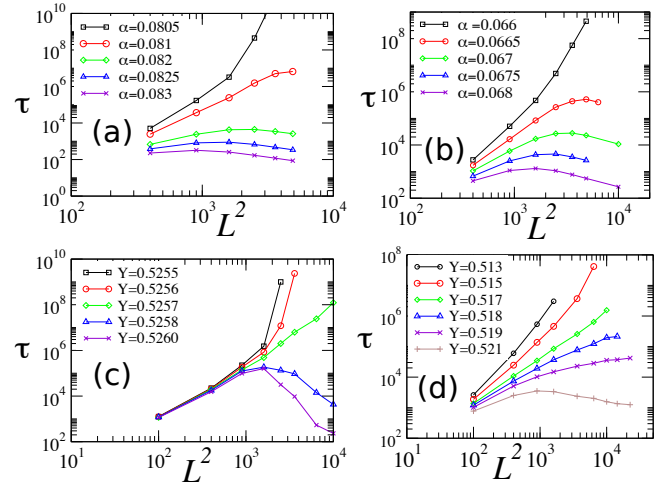 10^10
10^8
10^6
10^4
10^2
10^0
τ
α=0.0805
α=0.081
α=0.082
α=0.0825
α=0.083
(a)
10^2
10^3
10^4
L^2
10^8
10^6
10^4
10^2
τ
α=0.066
α=0.0665
α=0.067
α=0.0675
α=0.068
(b)
10^2
10^3
10^4
L^2
10^10
10^8
10^6
10^4
10^2
τ
Y=0.5255
Y=0.5256
Y=0.5257
Y=0.5258
Y=0.5260
(c)
10^1
10^2
10^3
10^4
L^2
10^8
10^6
10^4
10^2
τ
Y=0.513
Y=0.515
Y=0.517
Y=0.518
Y=0.519
Y=0.521
(d)
10^1
10^2
10^3
10^4
L^2